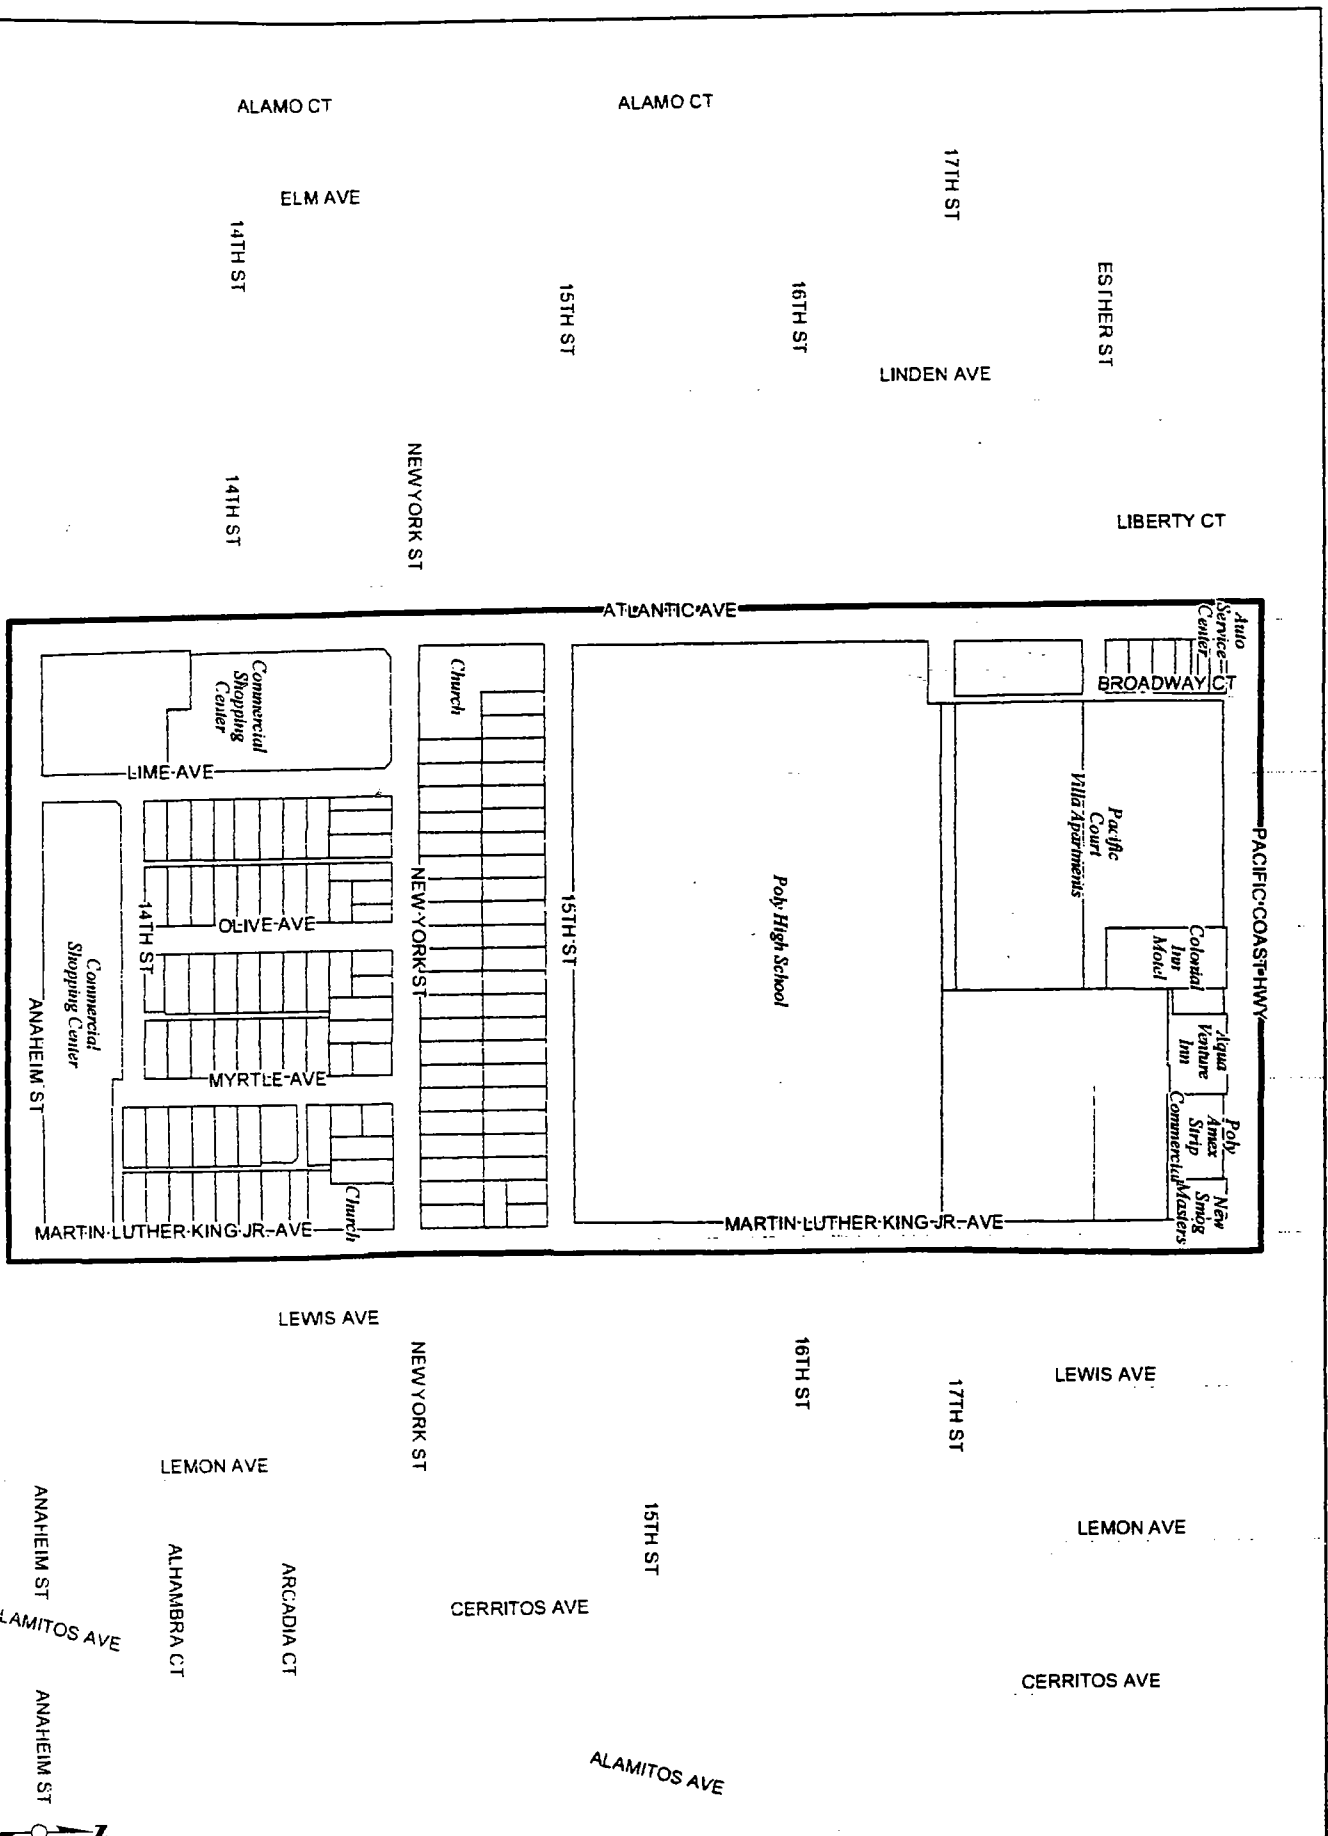 ALAMO CT
ALAMO CT
17TH ST
ELM AVE
14TH ST
ESTHER ST
15TH ST
16TH ST
LINDEN AVE
NEW YORK ST
14TH ST
LIBERTY CT
ATLANTIC AVE
Auto
Service
Center
BROADWAY CT
Church
Commercial
Shopping
Center
LIME AVE
Pacific
Court
Villa Apartments
PACIFIC COAST HWY
Poly High School
NEW YORK ST
15TH ST
14TH ST
OLIVE AVE
Colonial
Inn
Motel
Commercial
Shopping Center
ANAHEIM ST
Aqua
Venture
Inn
MYRTLE AVE
Poly
Amex
Strip
Commercial
New
Smog
Masters
Church
MARTIN LUTHER KING JR AVE
MARTIN LUTHER KING JR AVE
LEWIS AVE
NEW YORK ST
16TH ST
17TH ST
LEWIS AVE
LEMON AVE
ANAHEIM ST
15TH ST
LEMON AVE
ALHAMBRA CT
ARCADIA CT
LAMITOS AVE
CERRITOS AVE
CERRITOS AVE
ANAHEIM ST
ALAMITOS AVE